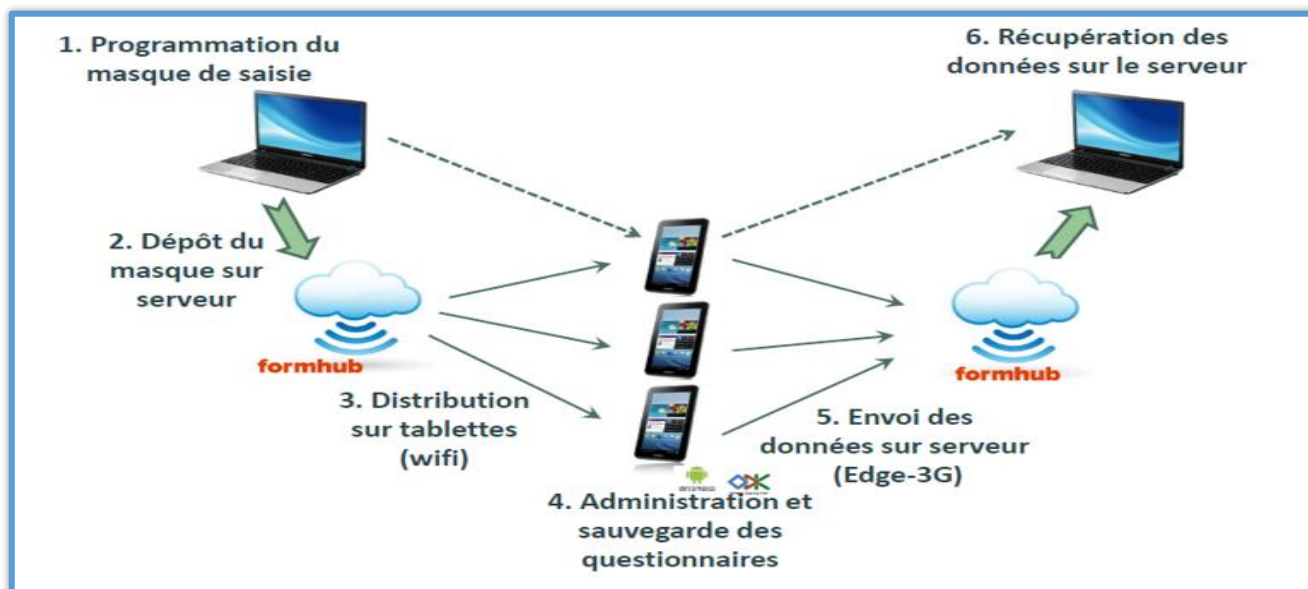 1. Programmation du
masque de saisie
6. Récupération des
données sur le serveur
2. Dépôt du
masque sur
serveur
formhub
formhub
3. Distribution
sur tablettes
(wifi)
5. Envoi des
données sur serveur
(Edge-3G)
4. Administration et
sauvegarde des
questionnaires